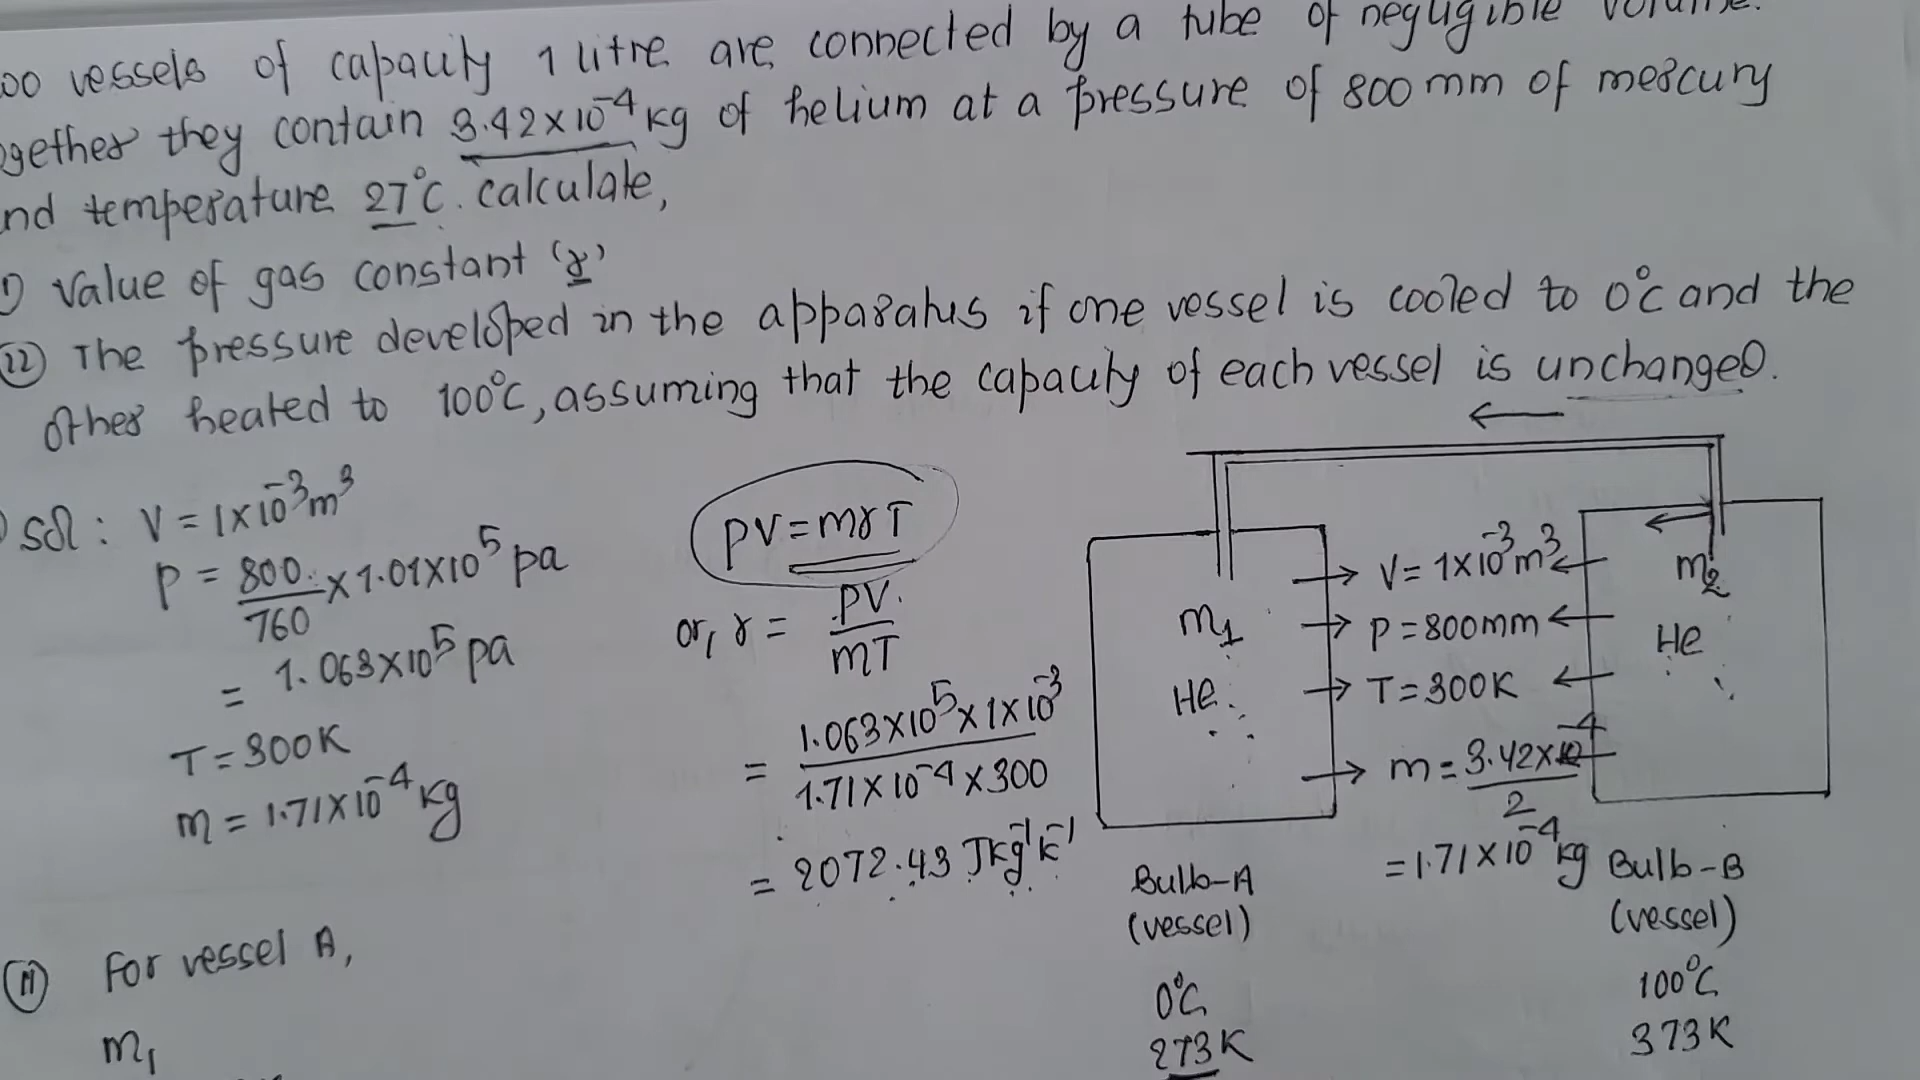 oo vessels of capacity 1 litre are connected by a tube of negligible volume.
gether they contain 3.42×10⁻⁴ kg of helium at a pressure of 800 mm of mercury
nd temperature 27°C. calculate,
i) value of gas constant 'r'
(ii) The pressure developed in the apparatus if one vessel is cooled to 0°C and the
other heated to 100°C, assuming that the capacity of each vessel is unchanged.
solⁿ: V = 1×10⁻³ m³
P = 800/760 × 1.01×10⁵ pa
= 1.063×10⁵ pa
T = 300K
m = 1.71×10⁻⁴ kg
PV = mrT
or, r = PV/mT
= 1.063×10⁵×1×10⁻³ / 1.71×10⁻⁴×300
= 2072.43 Jkg⁻¹K⁻¹
m₁
He
→ V = 1×10⁻³m³ ←
→ P = 800mm ←
→ T = 300K ←
→ m = 3.42×10⁻⁴/2
= 1.71×10⁻⁴ kg
m₂
He
Bulb-A
(vessel)
0°C
273K
Bulb-B
(vessel)
100°C
373K
(ii) For vessel A,
m₁